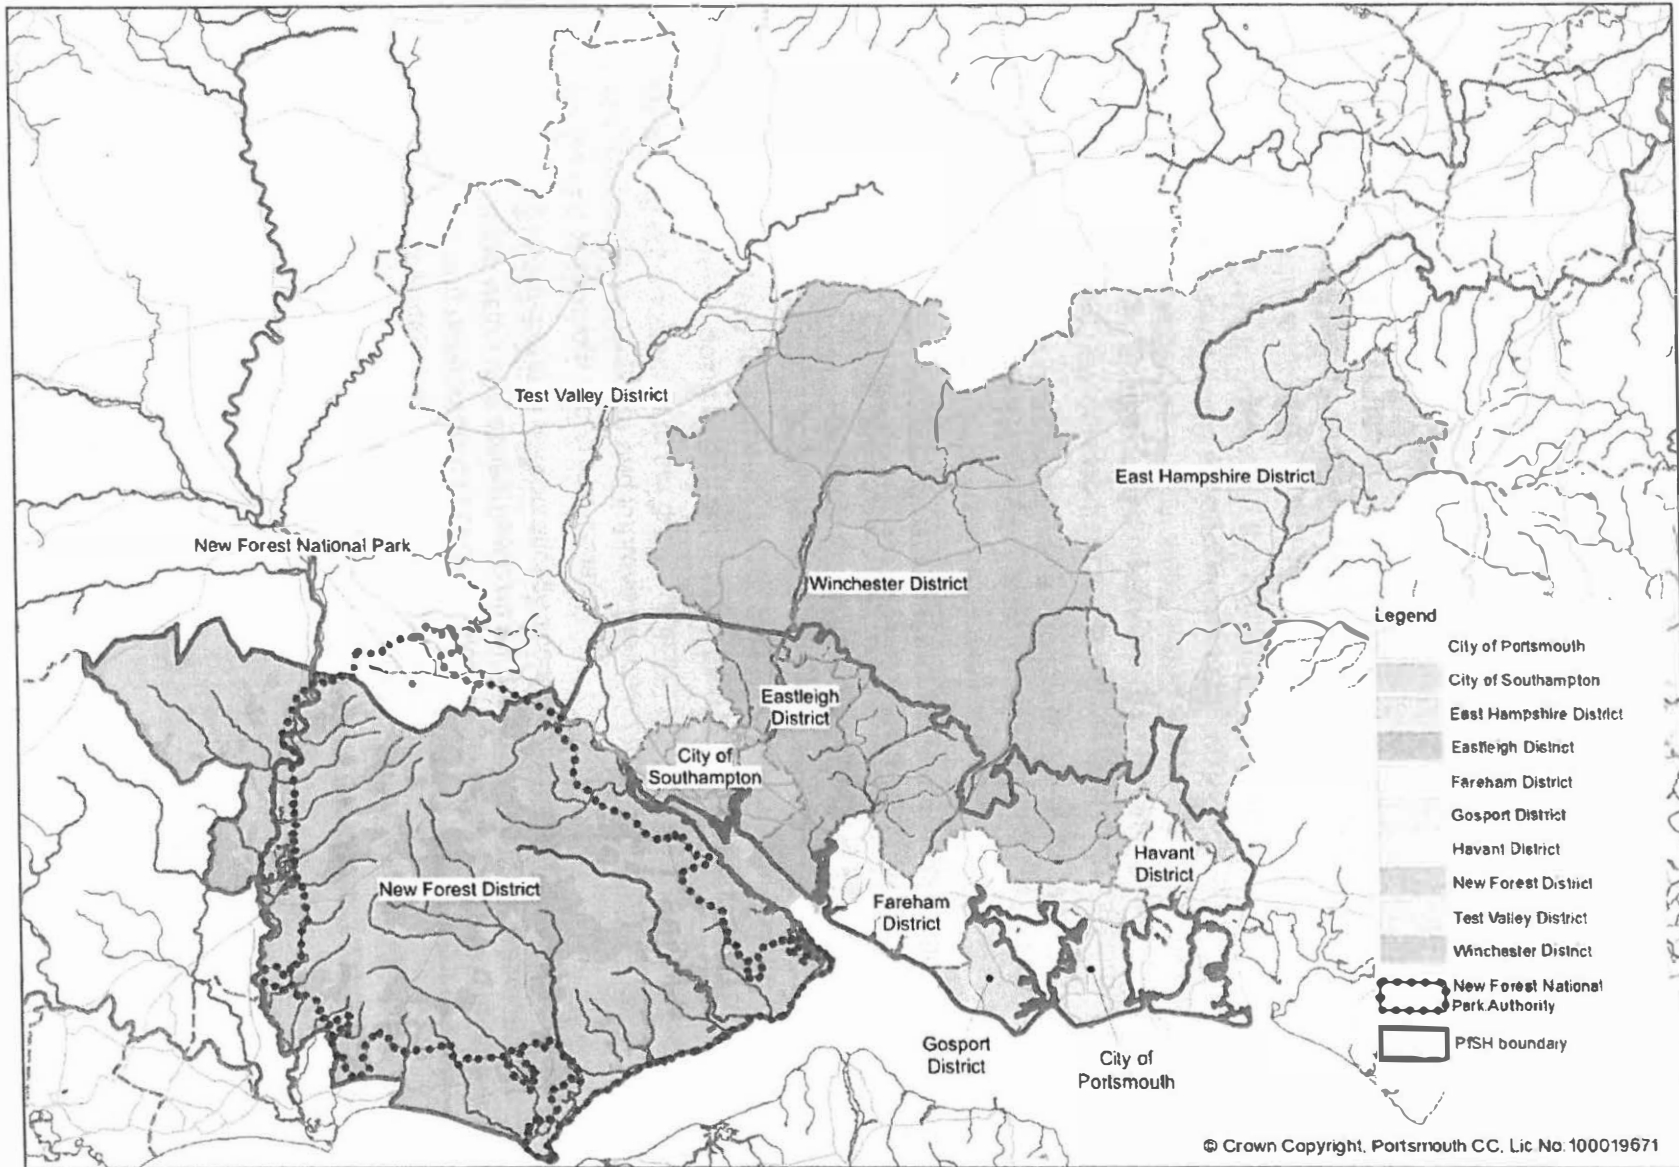 Test Valley District
East Hampshire District
New Forest National Park
Winchester District
Eastleigh
District
City of
Southampton
New Forest District
Fareham
District
Havant
District
Gosport
District
City of
Portsmouth
Legend
City of Portsmouth
City of Southampton
East Hampshire District
Eastleigh District
Fareham District
Gosport District
Havant District
New Forest District
Test Valley District
Winchester District
New Forest National
Park Authority
PfSH boundary
© Crown Copyright, Portsmouth CC, Lic No: 100019671